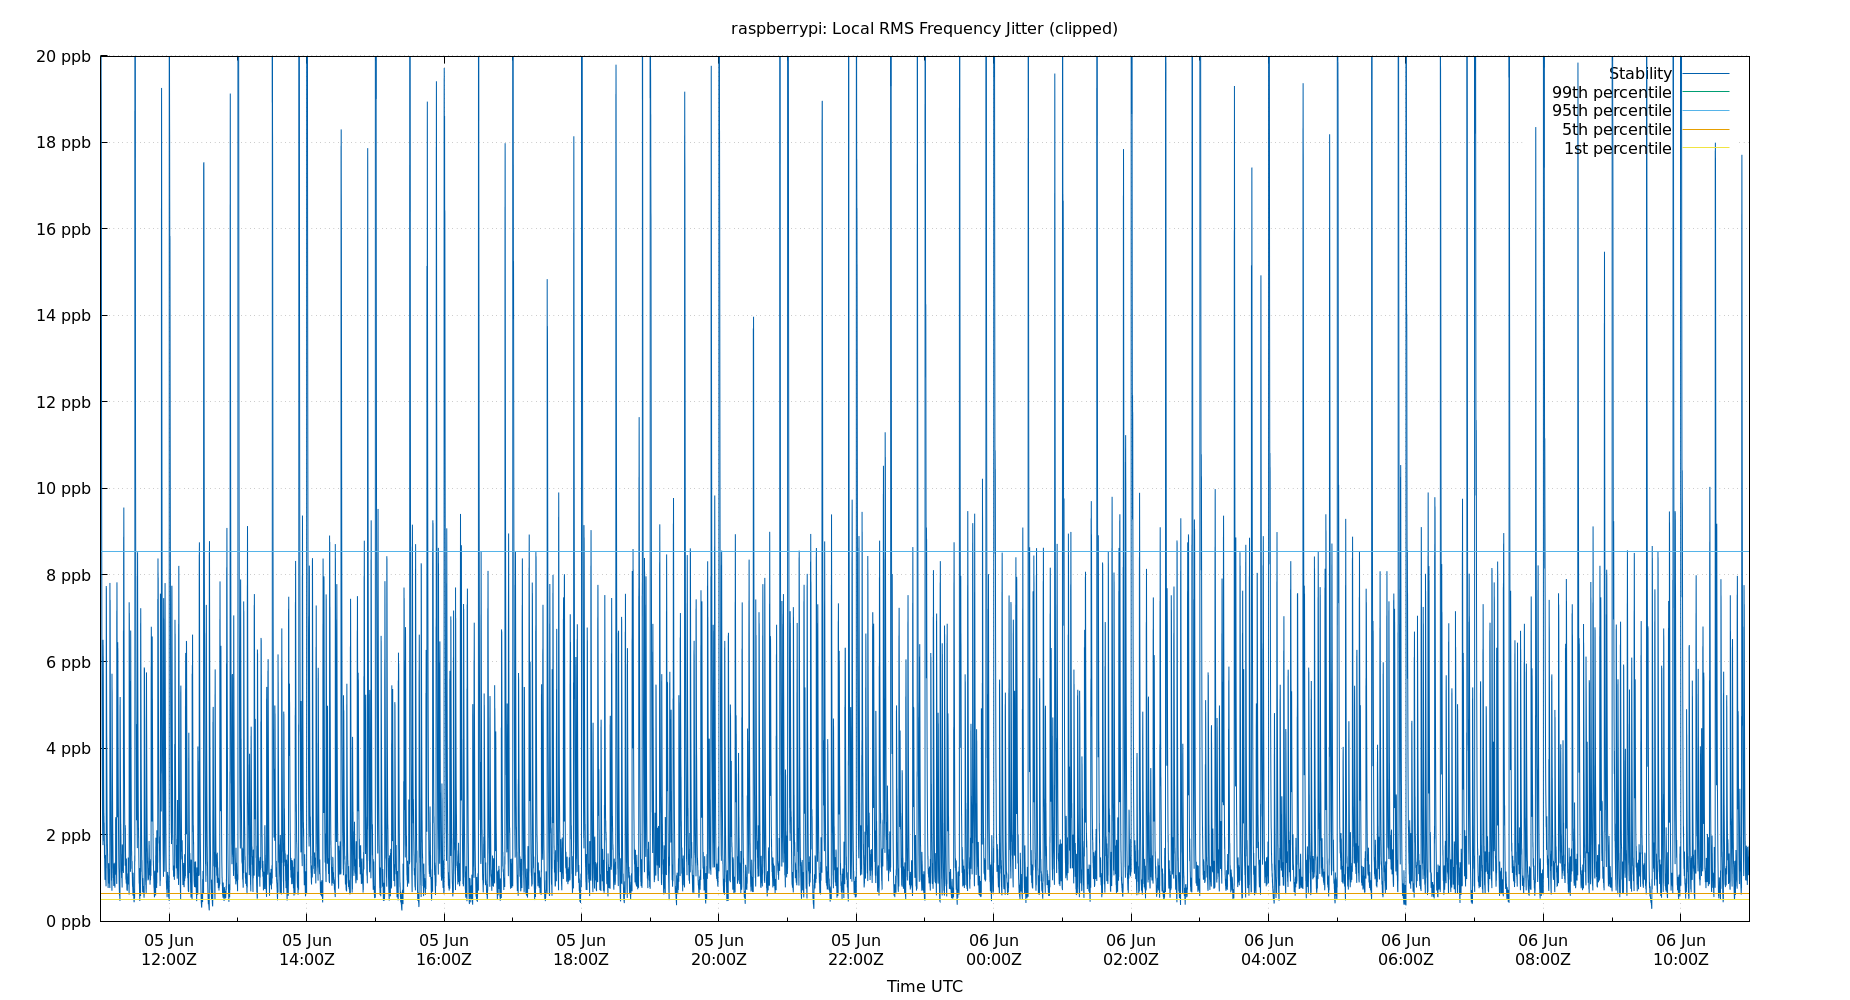 raspberrypi: Local RMS Frequency Jitter (clipped)
20 ppb
18 ppb
16 ppb
14 ppb
12 ppb
10 ppb
8 ppb
6 ppb
4 ppb
2 ppb
0 ppb
Stability
99th percentile
95th percentile
5th percentile
1st percentile
05 Jun 05 Jun 05 Jun 05 Jun 05 Jun 05 Jun 06 Jun 06 Jun 06 Jun 06 Jun 06 Jun 06 Jun
12:00Z 14:00Z 16:00Z 18:00Z 20:00Z 22:00Z 00:00Z 02:00Z 04:00Z 06:00Z 08:00Z 10:00Z
Time UTC